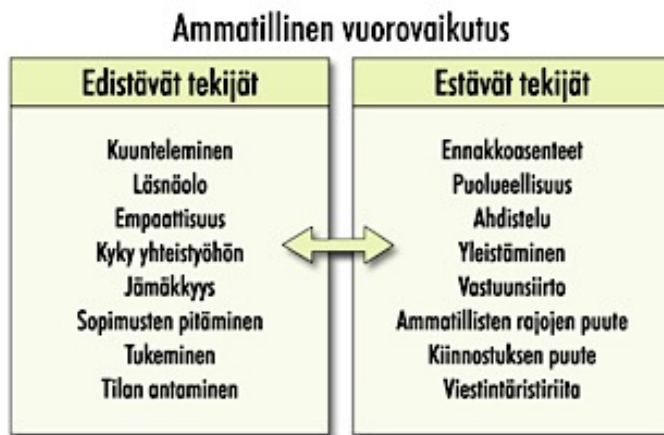 Ammatillinen vuorovaikutus
Edistävät tekijät
Kuunteleminen
Läsnäolo
Empaattisuus
Kyky yhteistyöhön
Jämäkkyys
Sopimusten pitäminen
Tukeminen
Tilan antaminen
Estävät tekijät
Ennakkoasenteet
Puolueellisuus
Ahdistelu
Yleistäminen
Vastuunsiirto
Ammatillisten rajojen puute
Kiinnostuksen puute
Viestintäristiriita